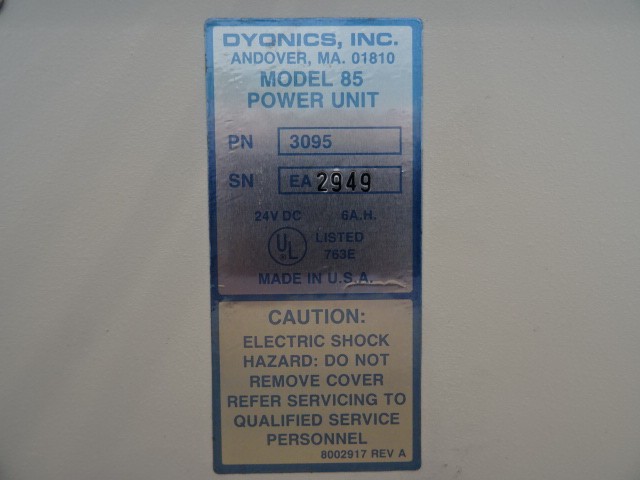 DYONICS, INC.
ANDOVER, MA. 01810
MODEL 85
POWER UNIT
PN 3095
SN EA 2949
24V DC 6A.H.
UL LISTED
763E
MADE IN U.S.A.
CAUTION:
ELECTRIC SHOCK
HAZARD: DO NOT
REMOVE COVER
REFER SERVICING TO
QUALIFIED SERVICE
PERSONNEL
8002917 REV A